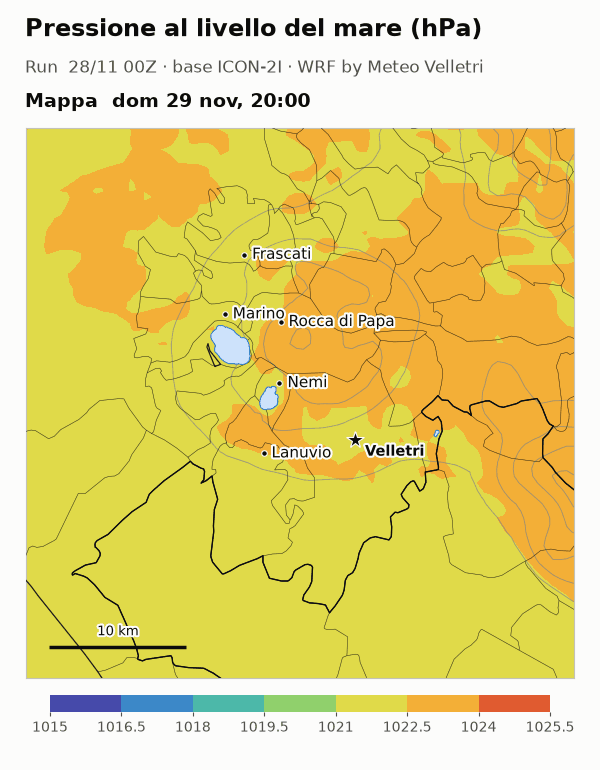 Pressione al livello del mare (hPa)
Run  28/11 00Z · base ICON-2I · WRF by Meteo Velletri
Mappa  dom 29 nov, 20:00
Frascati
Marino
Rocca di Papa
Nemi
Velletri
Lanuvio
10 km
1015 1016.5 1018 1019.5 1021 1022.5 1024 1025.5